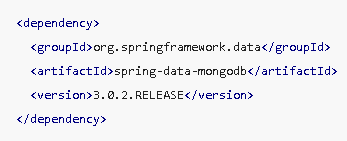 <dependency>
<groupId>org.springframework.data</groupId>
<artifactId>spring-data-mongodb</artifactId>
<version>3.0.2.RELEASE</version>
</dependency>